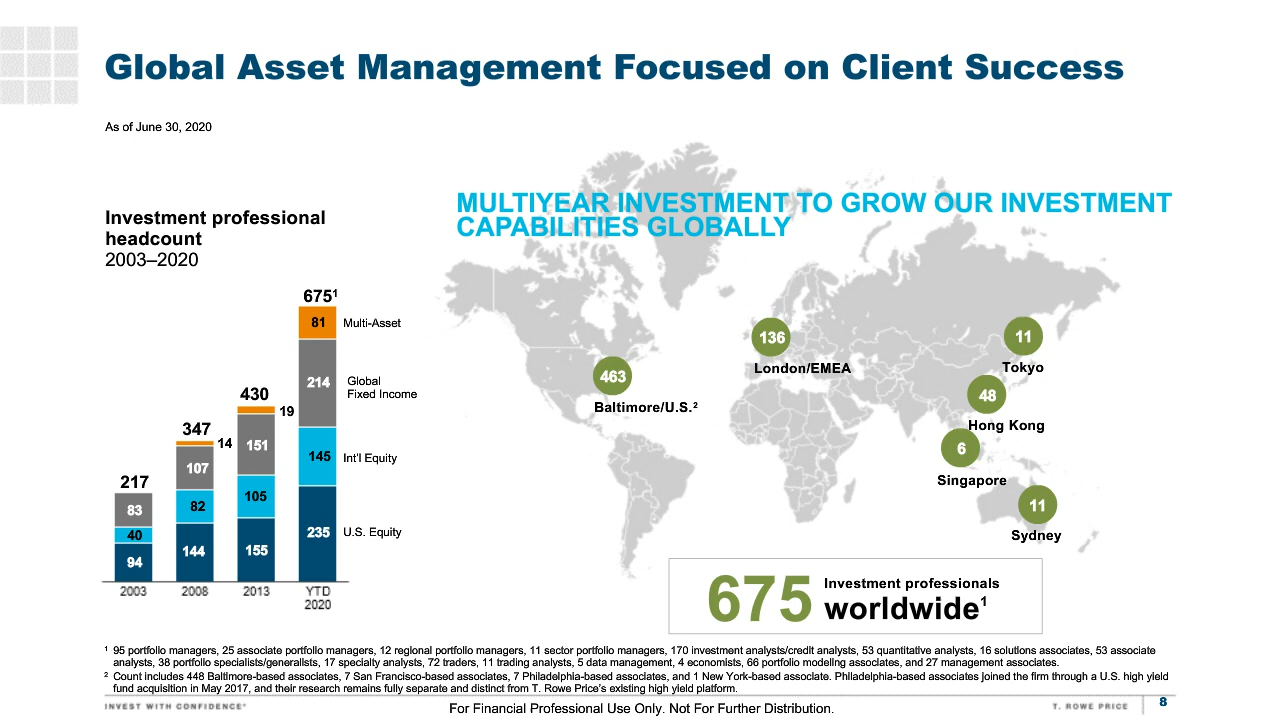 Global Asset Management Focused on Client Success
As of June 30, 2020
MULTIYEAR INVESTMENT TO GROW OUR INVESTMENT
CAPABILITIES GLOBALLY
Investment professional
headcount
2003–2020
675¹
81
Multi-Asset
214
Global
Fixed Income
145
Int'l Equity
235
U.S. Equity
430
19
151
105
155
347
14
107
82
144
217
83
40
94
2003
2008
2013
YTD
2020
463
Baltimore/U.S.²
136
London/EMEA
11
Tokyo
48
Hong Kong
6
Singapore
11
Sydney
675
Investment professionals
worldwide¹
¹ 95 portfolio managers, 25 associate portfolio managers, 12 regional portfolio managers, 11 sector portfolio managers, 170 investment analysts/credit analysts, 53 quantitative analysts, 16 solutions associates, 53 associate
analysts, 38 portfolio specialists/generalists, 17 specialty analysts, 72 traders, 11 trading analysts, 5 data management, 4 economists, 66 portfolio modeling associates, and 27 management associates.
² Count includes 448 Baltimore-based associates, 7 San Francisco-based associates, 7 Philadelphia-based associates, and 1 New York-based associate. Philadelphia-based associates joined the firm through a U.S. high yield
fund acquisition in May 2017, and their research remains fully separate and distinct from T. Rowe Price's existing high yield platform.
INVEST WITH CONFIDENCE®
For Financial Professional Use Only. Not For Further Distribution.
T. ROWE PRICE
8